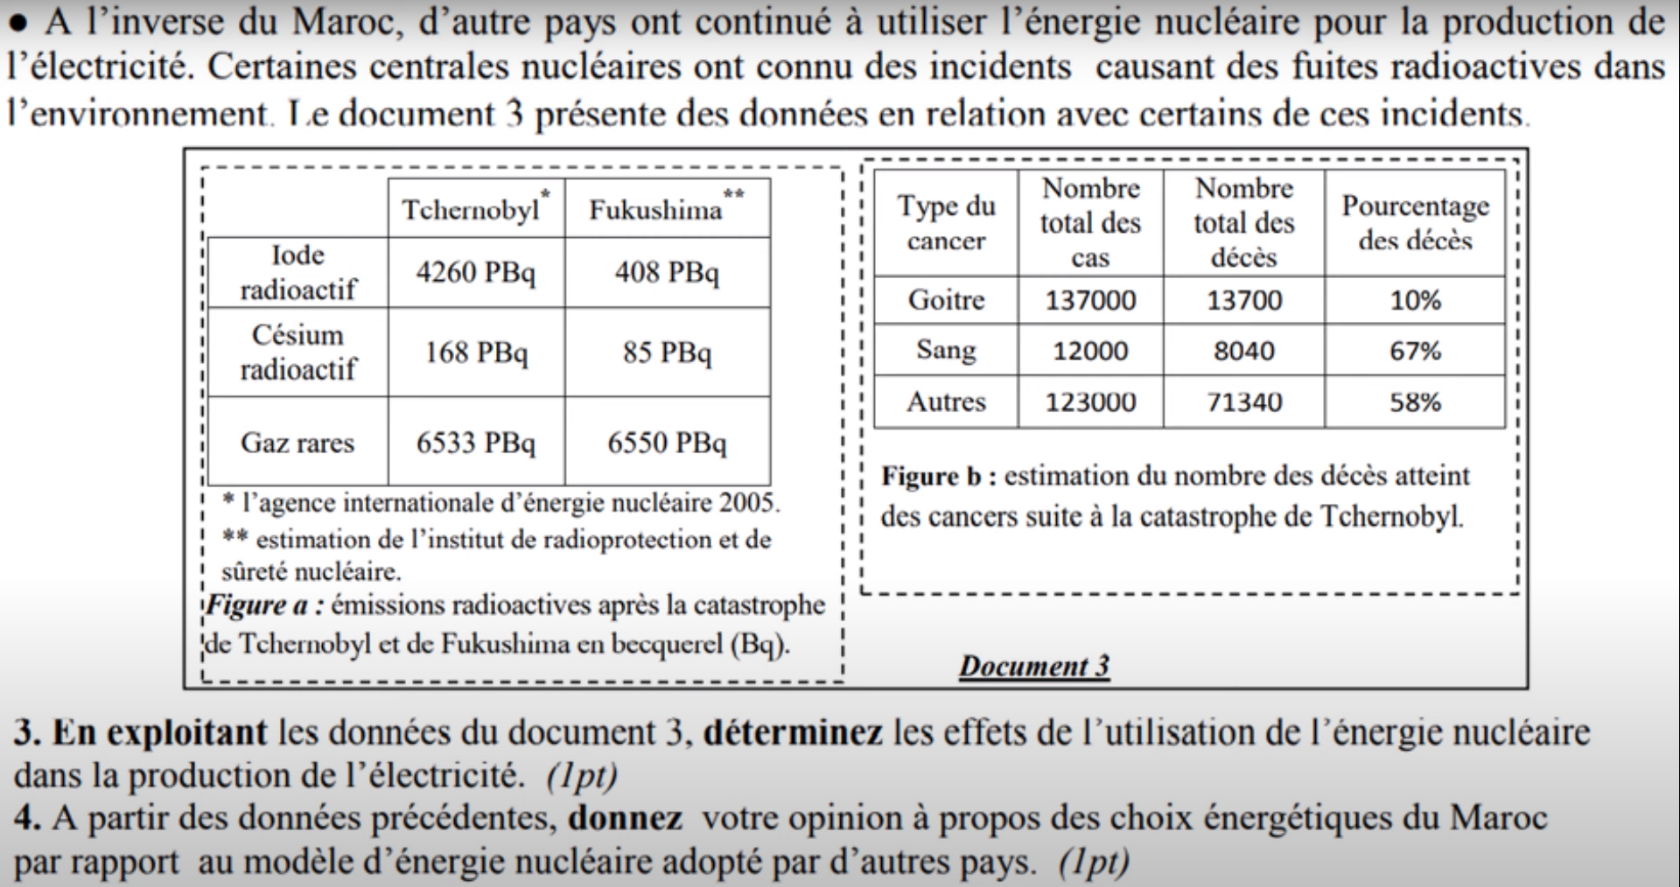 ● A l’inverse du Maroc, d’autre pays ont continué à utiliser l’énergie nucléaire pour la production de
l’électricité. Certaines centrales nucléaires ont connu des incidents causant des fuites radioactives dans
l’environnement. Le document 3 présente des données en relation avec certains de ces incidents.
Tchernobyl* Fukushima**
Iode radioactif 4260 PBq 408 PBq
Césium radioactif 168 PBq 85 PBq
Gaz rares 6533 PBq 6550 PBq
* l’agence internationale d’énergie nucléaire 2005.
** estimation de l’institut de radioprotection et de
sûreté nucléaire.
Figure a : émissions radioactives après la catastrophe
de Tchernobyl et de Fukushima en becquerel (Bq).
Type du cancer Nombre total des cas Nombre total des décès Pourcentage des décès
Goitre 137000 13700 10%
Sang 12000 8040 67%
Autres 123000 71340 58%
Figure b : estimation du nombre des décès atteint
des cancers suite à la catastrophe de Tchernobyl.
Document 3
3. En exploitant les données du document 3, déterminez les effets de l’utilisation de l’énergie nucléaire
dans la production de l’électricité. (1pt)
4. A partir des données précédentes, donnez votre opinion à propos des choix énergétiques du Maroc
par rapport au modèle d’énergie nucléaire adopté par d’autres pays. (1pt)